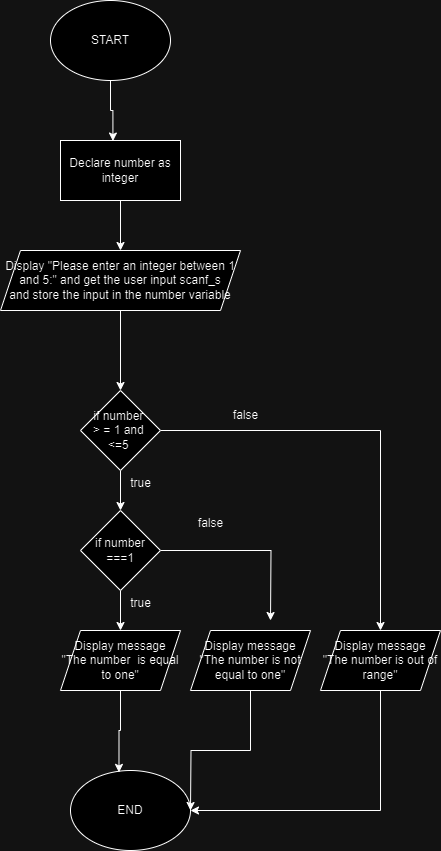 START
Declare number as
integer
Display "Please enter an integer between 1
and 5:" and get the user input scanf_s
and store the input in the number variable
if number
> = 1 and
<=5
false
true
if number
===1
false
true
Display message
"The number  is equal
to one"
Display message
"The number is not
equal to one"
Display message
"The number is out of
range"
END